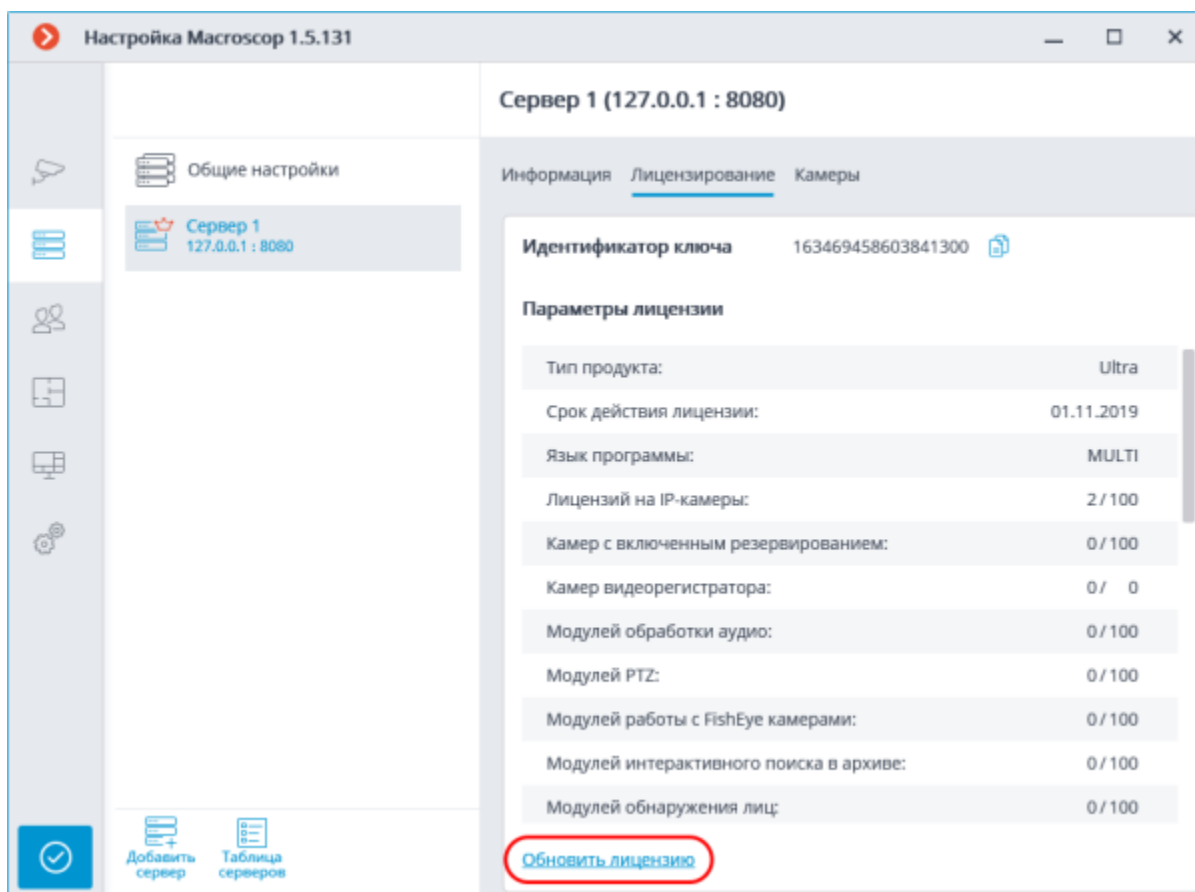 Настройка Macroscop 1.5.131
Сервер 1 (127.0.0.1 : 8080)
Общие настройки
Сервер 1
127.0.0.1 : 8080
Информация Лицензирование Камеры
Идентификатор ключа 163469458603841300
Параметры лицензии
Тип продукта: Ultra
Срок действия лицензии: 01.11.2019
Язык программы: MULTI
Лицензий на IP-камеры: 2 / 100
Камер с включенным резервированием: 0 / 100
Камер видеорегистратора: 0 / 0
Модулей обработки аудио: 0 / 100
Модулей PTZ: 0 / 100
Модулей работы с FishEye камерами: 0 / 100
Модулей интерактивного поиска в архиве: 0 / 100
Модулей обнаружения лиц: 0 / 100
Обновить лицензию
Добавить сервер
Таблица серверов